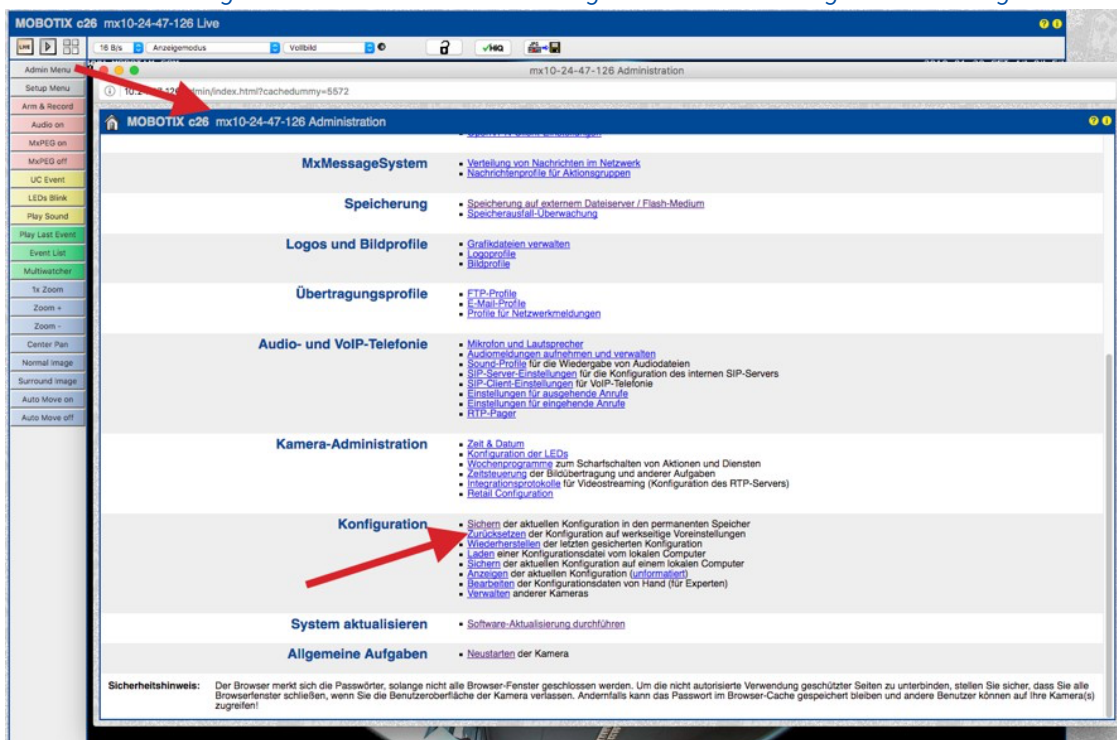 MOBOTIX c26 mx10-24-47-126 Live
16 B/s Anzeigemodus Vollbild HiQ
Admin Menu
Setup Menu
Arm & Record
Audio on
MxPEG on
MxPEG off
UC Event
LEDs Blink
Play Sound
Play Last Event
Event List
Multiwatcher
1x Zoom
Zoom +
Zoom -
Center Pan
Normal Image
Surround Image
Auto Move on
Auto Move off
mx10-24-47-126 Administration
/admin/index.html?cachedummy=5572
MOBOTIX c26 mx10-24-47-126 Administration
MxMessageSystem
Verteilung von Nachrichten im Netzwerk
Nachrichtenprofile für Aktionsgruppen
Speicherung
Speicherung auf externem Dateiserver / Flash-Medium
Speicherausfall-Überwachung
Logos und Bildprofile
Grafikdateien verwalten
Logoprofile
Bildprofile
Übertragungsprofile
FTP-Profile
E-Mail-Profile
Profile für Netzwerkmeldungen
Audio- und VoIP-Telefonie
Mikrofon und Lautsprecher
Audiomeldungen aufnehmen und verwalten
Sound-Profile für die Wiedergabe von Audiodateien
SIP-Server-Einstellungen für die Konfiguration des internen SIP-Servers
SIP-Client-Einstellungen für VoIP-Telefonie
Einstellungen für ausgehende Anrufe
Einstellungen für eingehende Anrufe
RTP-Pager
Kamera-Administration
Zeit & Datum
Konfiguration der LEDs
Wochenprogramme zum Scharfschalten von Aktionen und Diensten
Zeitsteuerung der Bildübertragung und anderer Aufgaben
Integrationsprotokolle für Videostreaming (Konfiguration des RTP-Servers)
Retail Configuration
Konfiguration
Sichern der aktuellen Konfiguration in den permanenten Speicher
Zurücksetzen der Konfiguration auf werkseitige Voreinstellungen
Wiederherstellen der letzten gesicherten Konfiguration
Laden einer Konfigurationsdatei vom lokalen Computer
Sichern der aktuellen Konfiguration auf einem lokalen Computer
Anzeigen der aktuellen Konfiguration (unformatiert)
Bearbeiten der Konfigurationsdaten von Hand (für Experten)
Verwalten anderer Kameras
System aktualisieren
Software-Aktualisierung durchführen
Allgemeine Aufgaben
Neustarten der Kamera
Sicherheitshinweis: Der Browser merkt sich die Passwörter, solange nicht alle Browser-Fenster geschlossen werden. Um die nicht autorisierte Verwendung geschützter Seiten zu unterbinden, stellen Sie sicher, dass Sie alle
Browserfenster schließen, wenn Sie die Benutzeroberfläche der Kamera verlassen. Andernfalls kann das Passwort im Browser-Cache gespeichert bleiben und andere Benutzer können auf Ihre Kamera(s)
zugreifen!